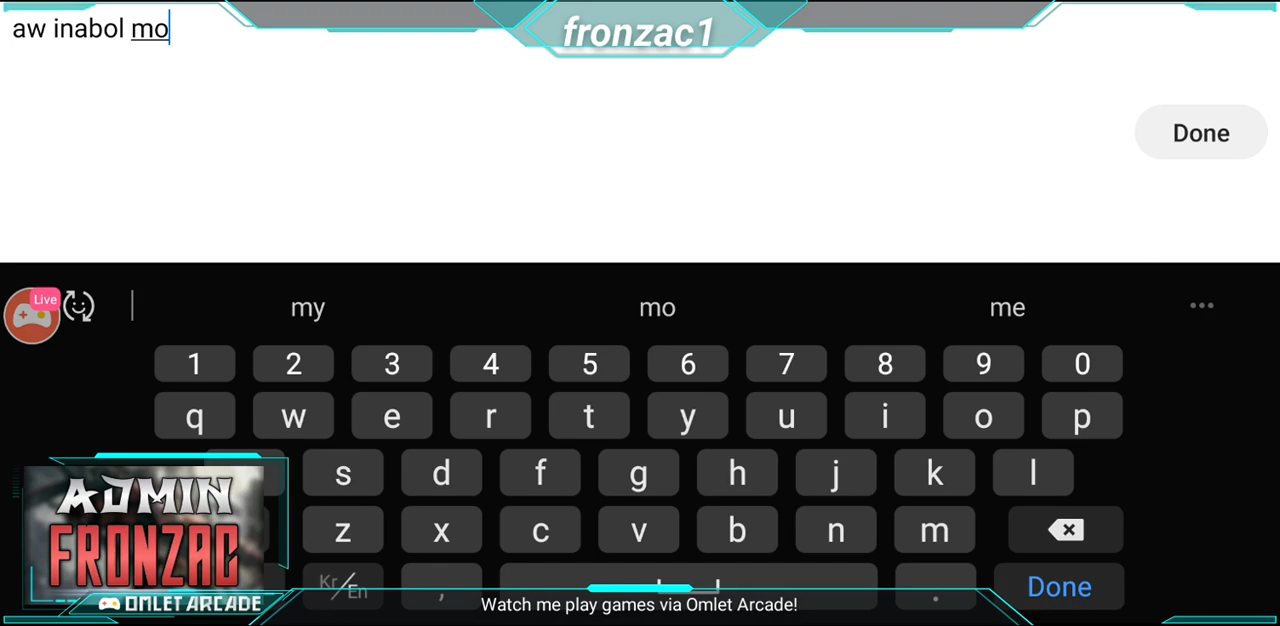 aw inabol mo
fronzac1
Done
Live
my mo me
1 2 3 4 5 6 7 8 9 0
q w e r t y u i o p
s d f g h j k l
z x c v b n m
Kr/En , . Done
ADMIN
FRONZAC
OMLET ARCADE
Watch me play games via Omlet Arcade!